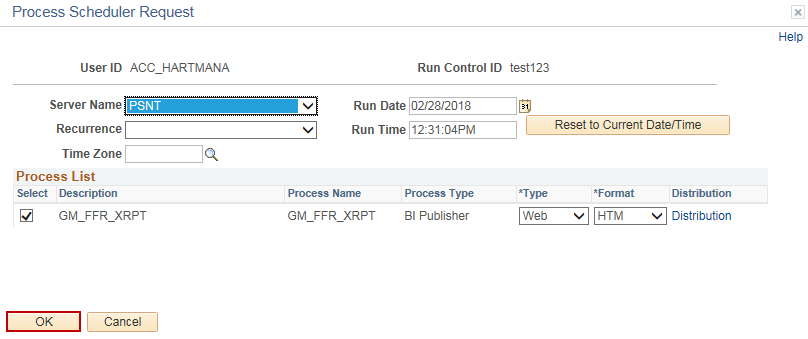 Process Scheduler Request
Help
User ID ACC_HARTMANA Run Control ID test123
Server Name PSNT Run Date 02/28/2018 31
Recurrence Run Time 12:31:04PM Reset to Current Date/Time
Time Zone
Process List
Select Description Process Name Process Type *Type *Format Distribution
GM_FFR_XRPT GM_FFR_XRPT BI Publisher Web HTM Distribution
OK Cancel